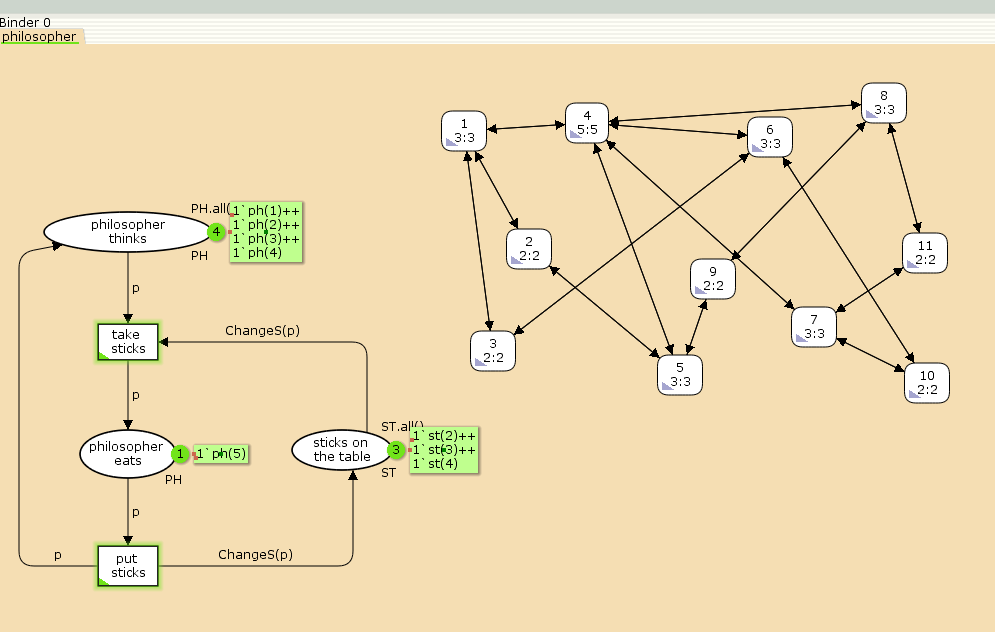 Binder 0
philosopher
philosopher
thinks
PH.all(
4
1`ph(1)++
1`ph(2)++
1`ph(3)++
1`ph(4)
PH
p
take
sticks
ChangeS(p)
p
philosopher
eats
1
1`ph(5)
PH
sticks on
the table
ST.all()
3
1`st(2)++
1`st(3)++
1`st(4)
ST
p
put
sticks
p
ChangeS(p)
1
3:3
4
5:5
6
3:3
8
3:3
2
2:2
9
2:2
11
2:2
3
2:2
5
3:3
7
3:3
10
2:2